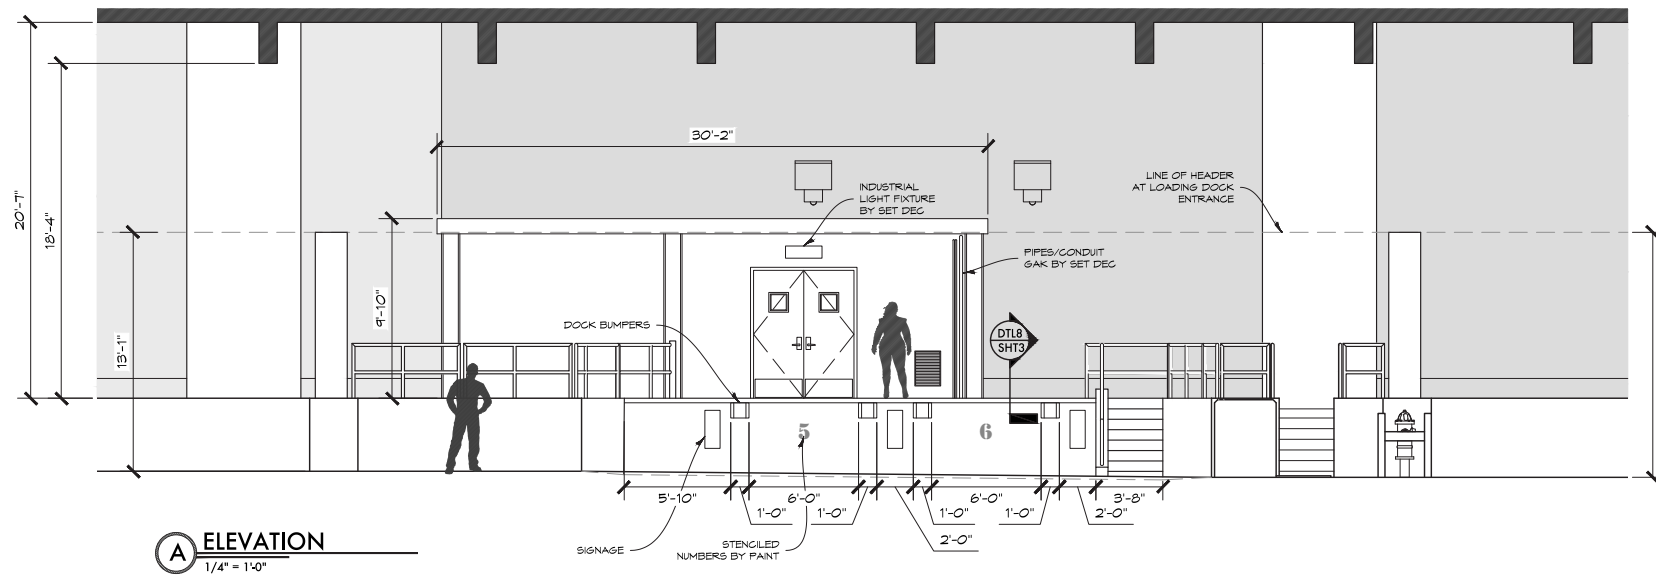 30'-2"
20'-7"
18'-4"
INDUSTRIAL
LIGHT FIXTURE
BY SET DEC
LINE OF HEADER
AT LOADING DOCK
ENTRANCE
PIPES/CONDUIT
GAK BY SET DEC
9'-10"
13'-1"
DOCK BUMPERS
DTL8
SHT3
5
6
5'-10"
6'-0"
6'-0"
3'-8"
1'-0"
1'-0"
1'-0"
1'-0"
2'-0"
2'-0"
SIGNAGE
STENCILED
NUMBERS BY PAINT
A
ELEVATION
1/4" = 1'-0"